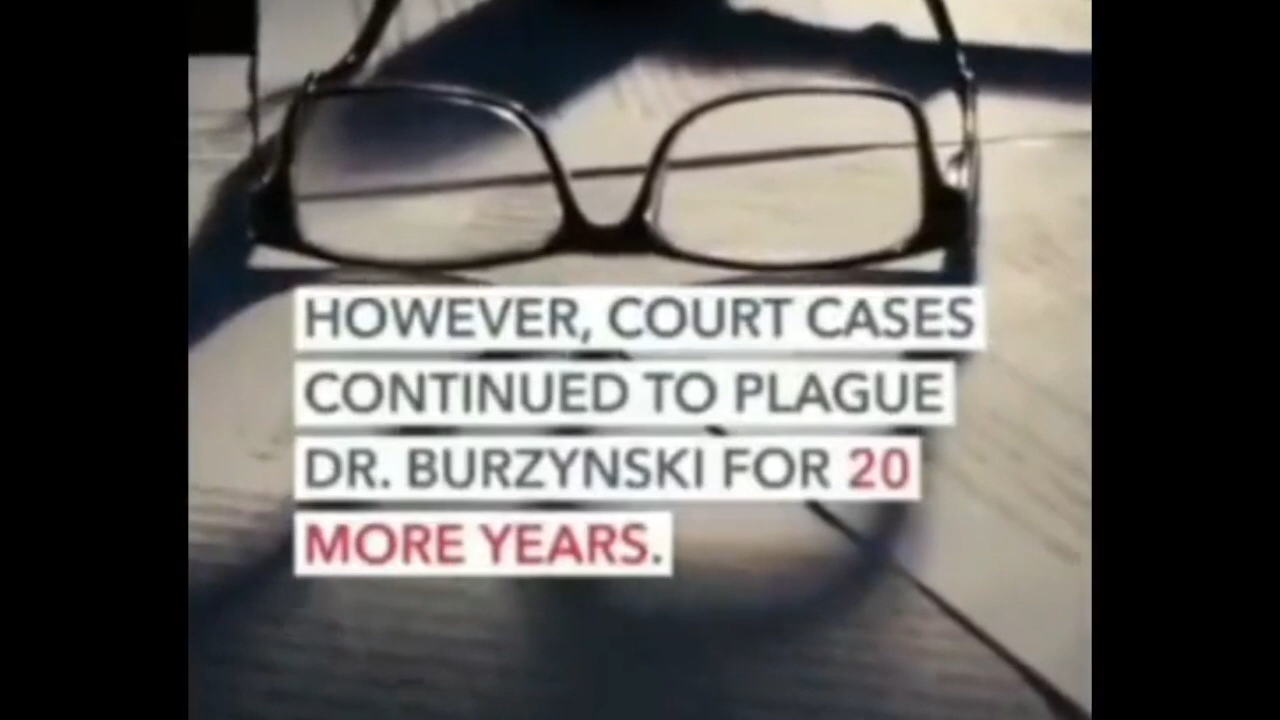 HOWEVER, COURT CASES
CONTINUED TO PLAGUE
DR. BURZYNSKI FOR 20
MORE YEARS.